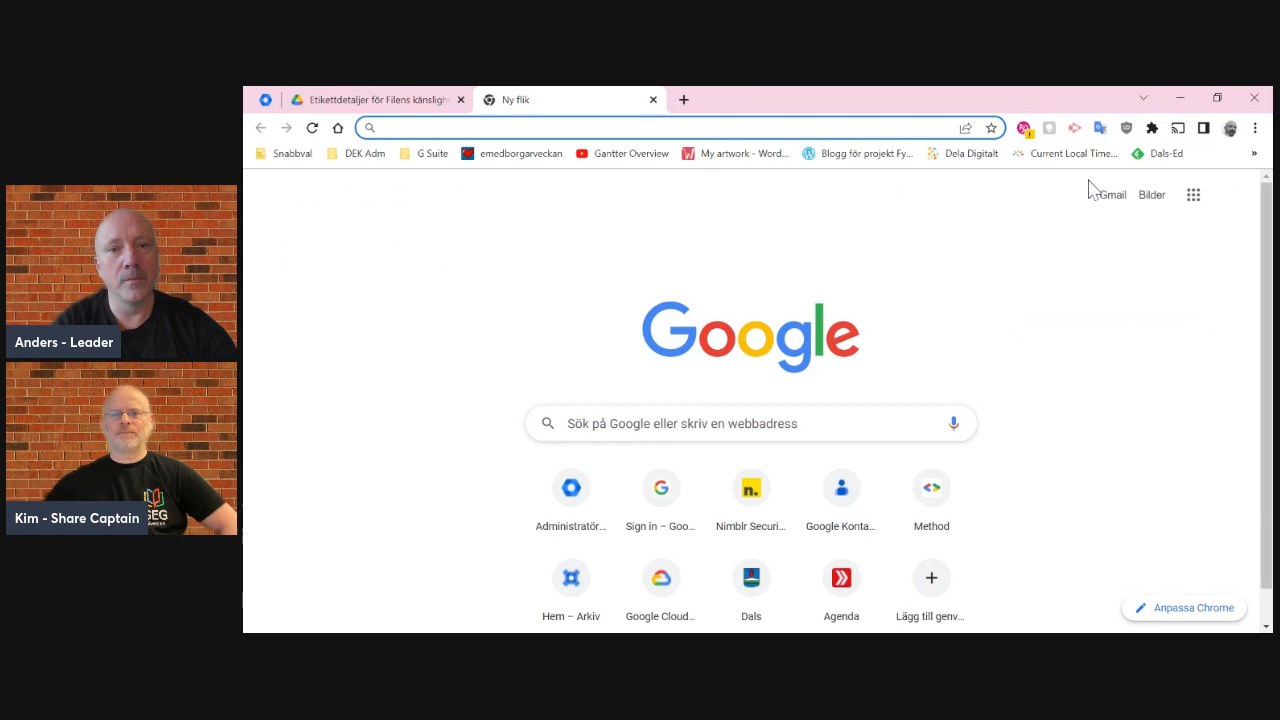 Etikettdetaljer för Filens känsligh
Ny flik
Snabbval
DEK Adm
G Suite
emedborgarveckan
Gantter Overview
My artwork - Word...
Blogg för projekt Fy...
Dela Digitalt
Current Local Time...
Dals-Ed
»
Gmail
Bilder
Google
Sök på Google eller skriv en webbadress
Administratör...
Sign in – Goo...
n.
Nimblr Securi...
Google Konta...
Method
Hem – Arkiv
Google Cloud...
Dals
Agenda
Lägg till genv...
Anpassa Chrome
Anders - Leader
GEG
Kim - Share Captain